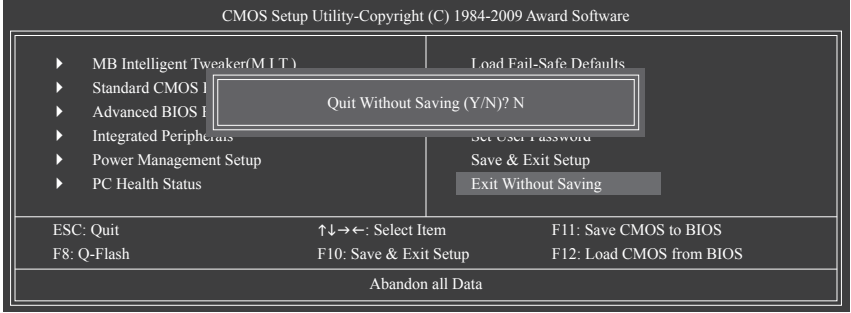 CMOS Setup Utility-Copyright (C) 1984-2009 Award Software
MB Intelligent Tweaker(M.I.T.)
Standard CMOS
Advanced BIOS
Integrated Peripherals
Power Management Setup
PC Health Status
Load Fail-Safe Defaults
Quit Without Saving (Y/N)? N
Set User Password
Save & Exit Setup
Exit Without Saving
ESC: Quit ↑↓→←: Select Item F11: Save CMOS to BIOS
F8: Q-Flash F10: Save & Exit Setup F12: Load CMOS from BIOS
Abandon all Data